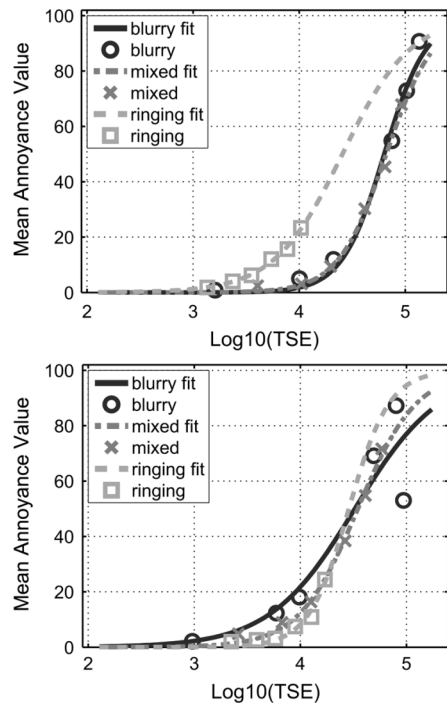 100
80
60
40
20
0
Mean Annoyance Value
blurry fit
blurry
mixed fit
mixed
ringing fit
ringing
2
3
4
5
Log10(TSE)
100
80
60
40
20
0
Mean Annoyance Value
blurry fit
blurry
mixed fit
mixed
ringing fit
ringing
2
3
4
5
Log10(TSE)